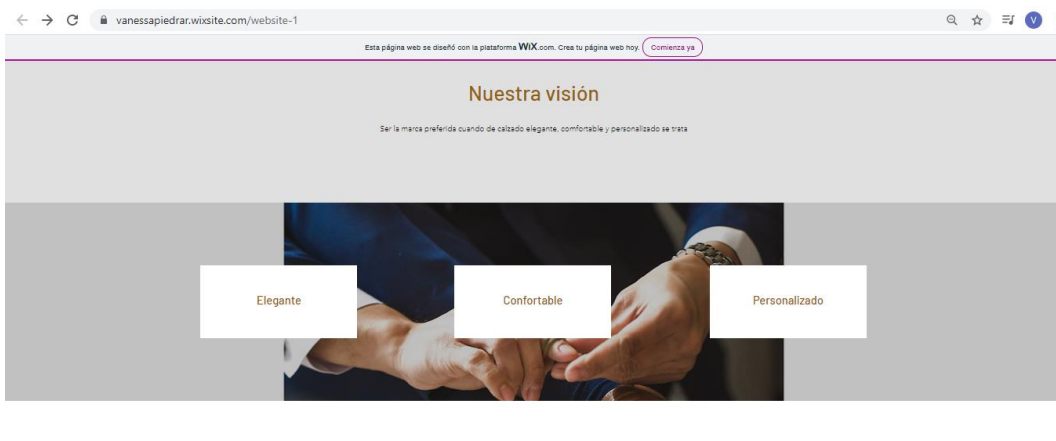 vanessapiedrar.wixsite.com/website-1
V
Esta página web se diseñó con la plataforma WiX.com. Crea tu página web hoy. Comienza ya
Nuestra visión
Ser la marca preferida cuando de calzado elegante, comfortable y personalizado se trata
Elegante
Confortable
Personalizado